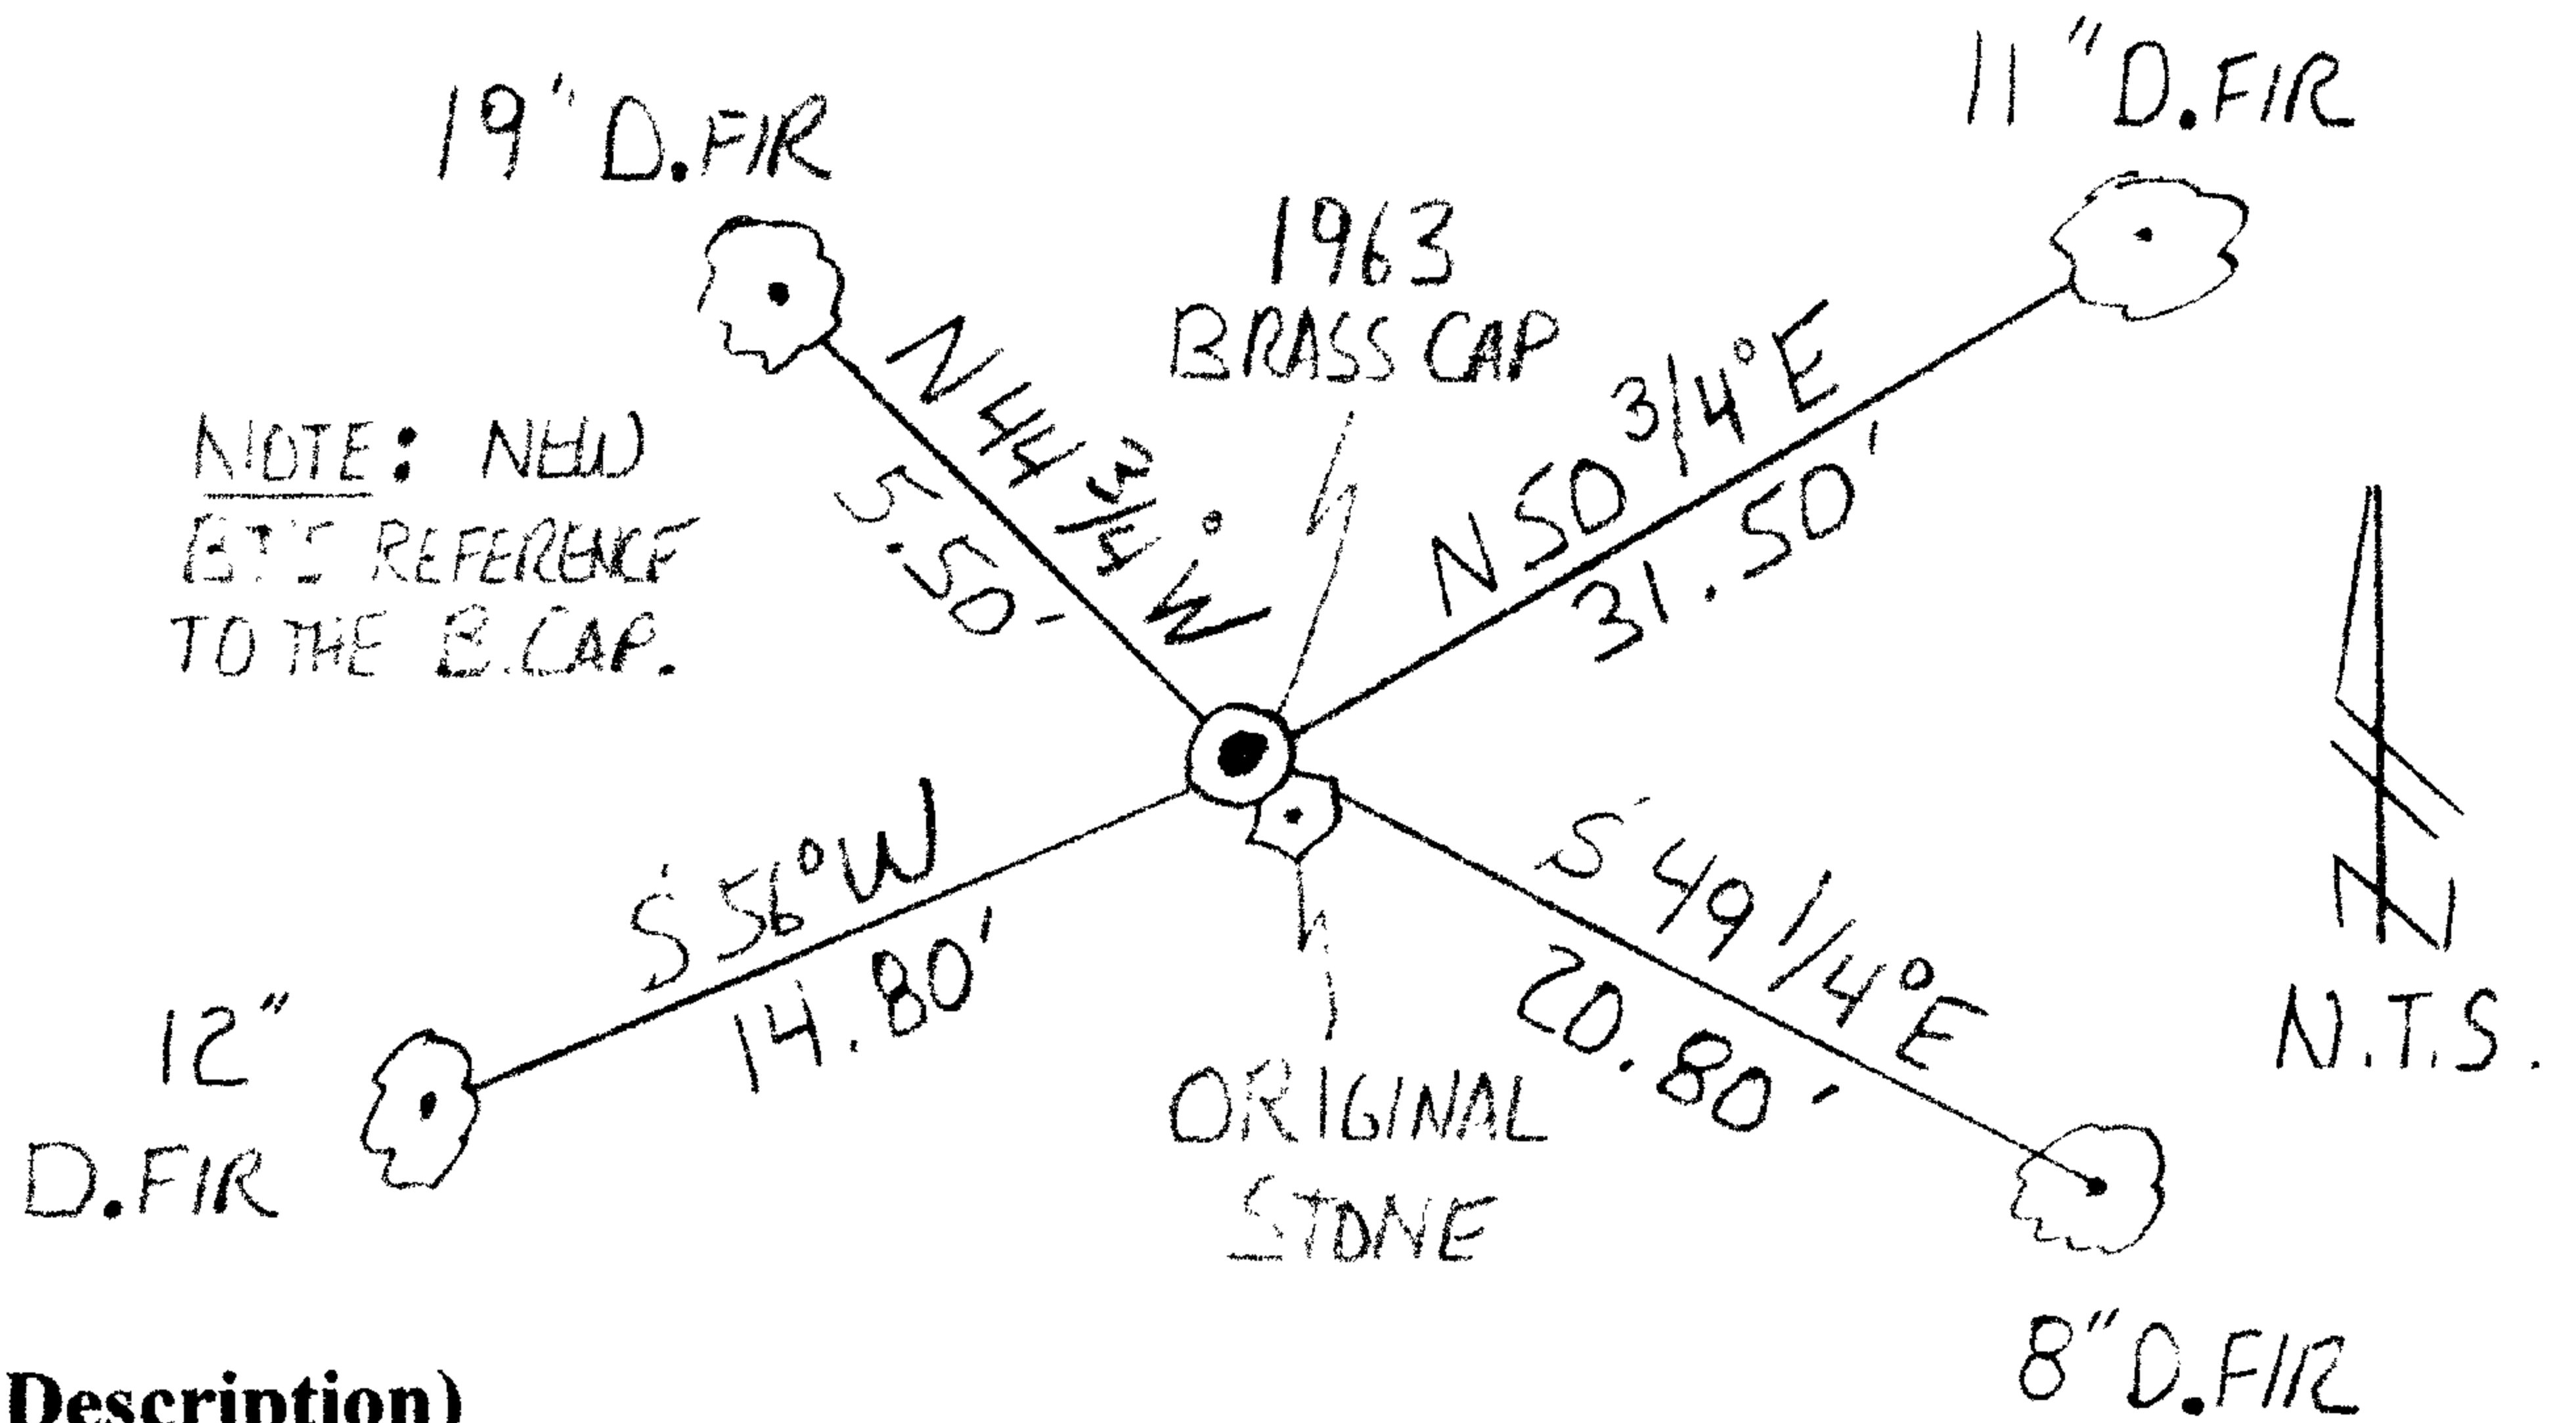 19" D.FIR
11" D.FIR
1963
BRASS CAP
N 44 3/4° W
5.50'
N 50 3/4° E
31.50'
NOTE: NEW
BT'S REFERENCE
TO THE B.CAP.
S 56° W
14.80'
S 49 1/4° E
20.80'
N
N.T.S.
12"
D.FIR
ORIGINAL
STONE
8" D.FIR
Description)